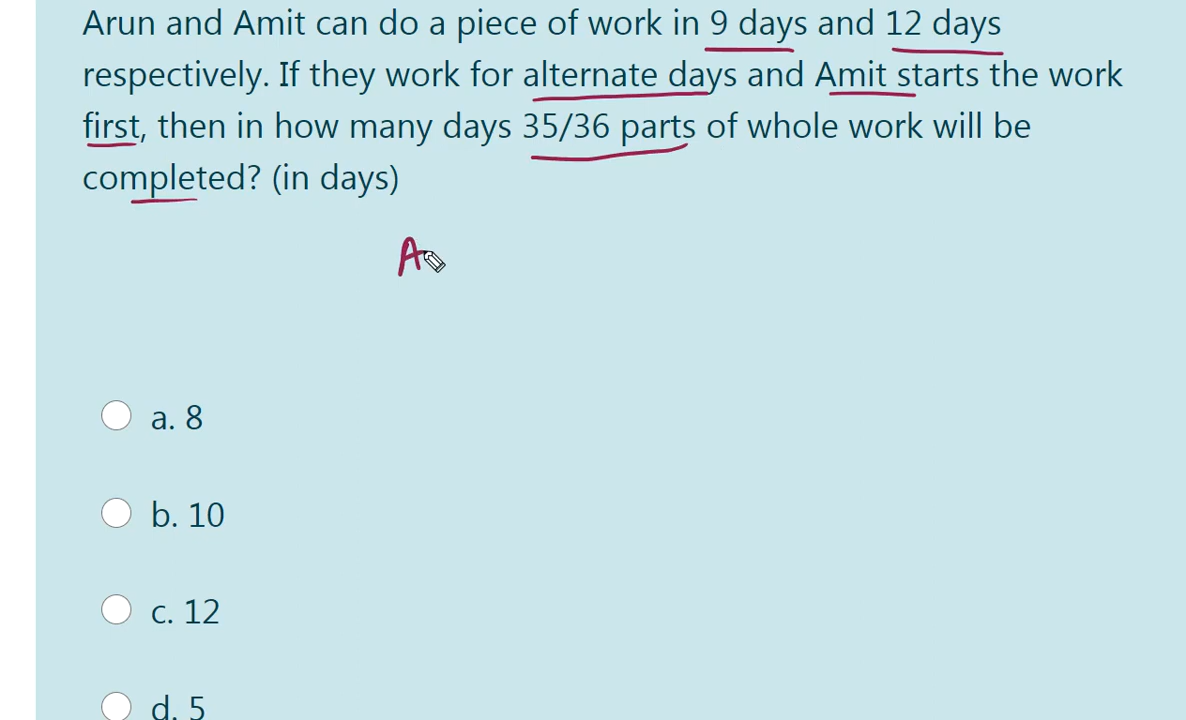 Arun and Amit can do a piece of work in 9 days and 12 days
respectively. If they work for alternate days and Amit starts the work
first, then in how many days 35/36 parts of whole work will be
completed? (in days)
A
a. 8
b. 10
c. 12
d. 5